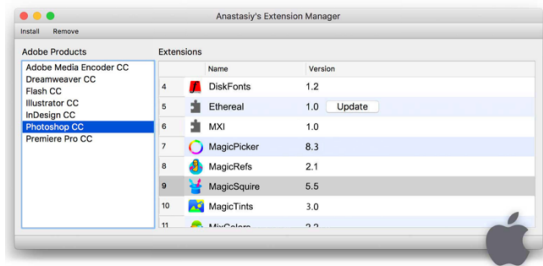 Anastasiy's Extension Manager
Install Remove
Adobe Products
Adobe Media Encoder CC
Dreamweaver CC
Flash CC
Illustrator CC
InDesign CC
Photoshop CC
Premiere Pro CC
Extensions
Name Version
4 DiskFonts 1.2
5 Ethereal 1.0 Update
6 MXI 1.0
7 MagicPicker 8.3
8 MagicRefs 2.1
9 MagicSquire 5.5
10 MagicTints 3.0
11